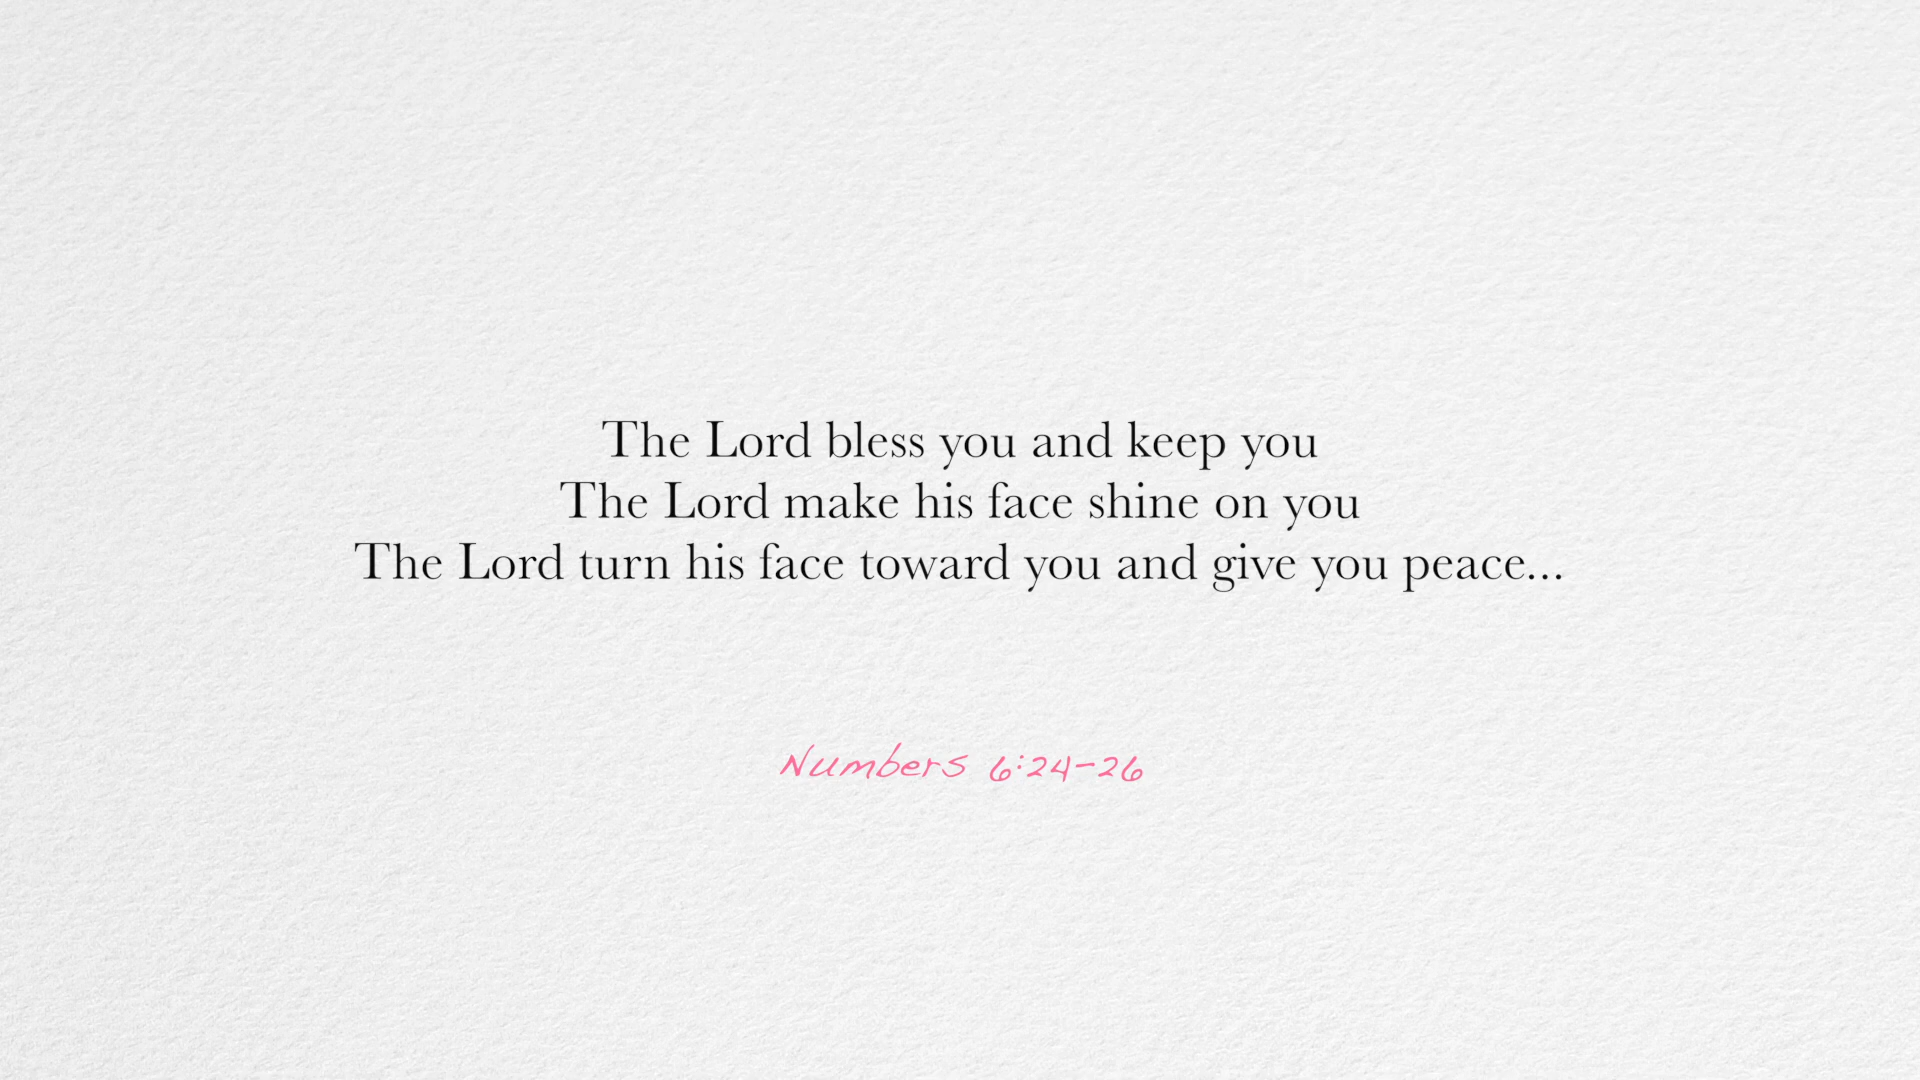 The Lord bless you and keep you
The Lord make his face shine on you
The Lord turn his face toward you and give you peace...
Numbers 6:24-26